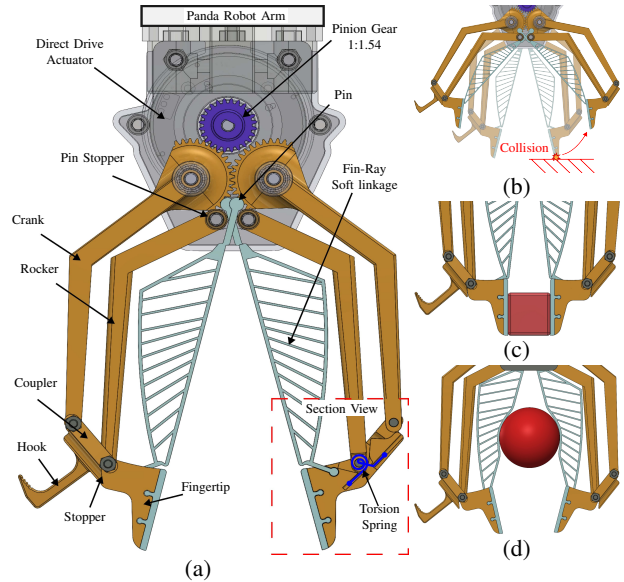 Panda Robot Arm
Direct Drive
Actuator
Pinion Gear
1:1.54
Pin
Pin Stopper
Fin-Ray
Soft linkage
Crank
Rocker
Coupler
Hook
Stopper
Fingertip
Section View
Torsion
Spring
(a)
Collision
(b)
(c)
(d)